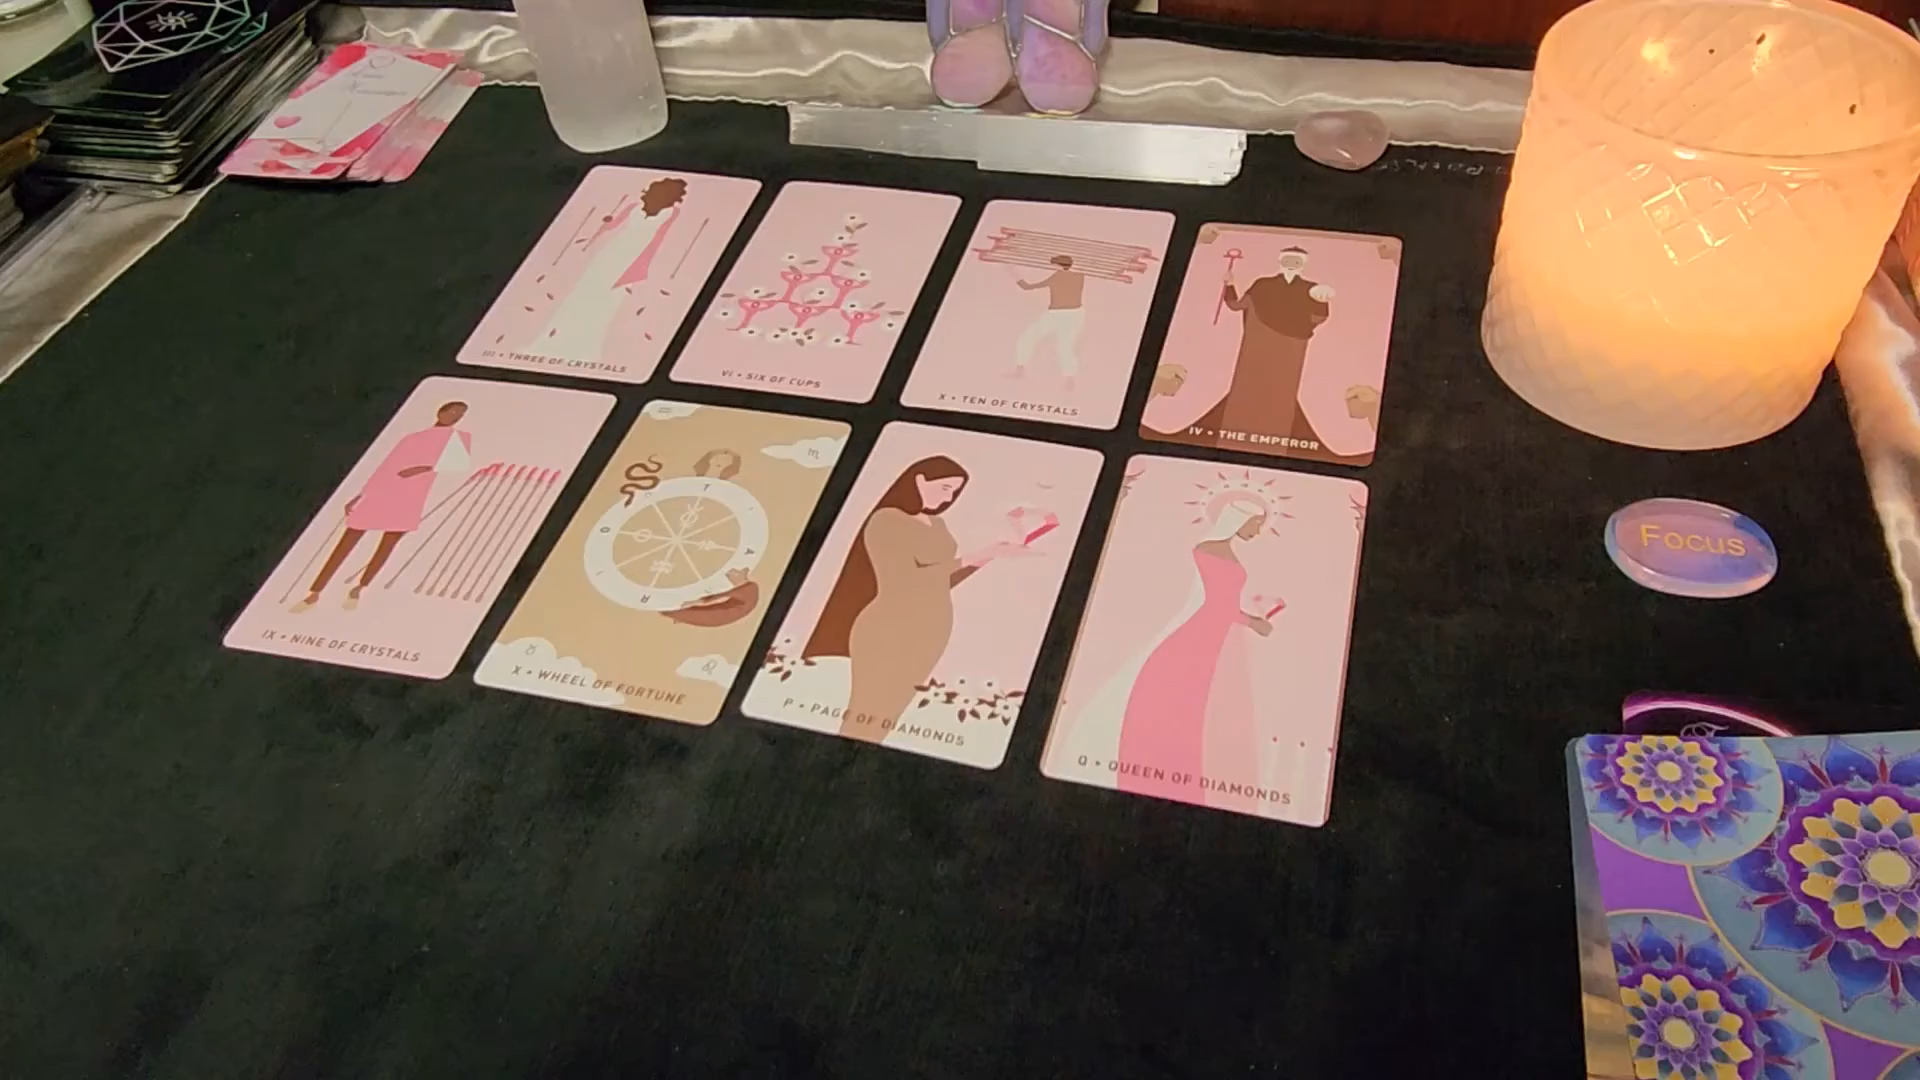 III • THREE OF CRYSTALS
VI • SIX OF CUPS
X • TEN OF CRYSTALS
IV • THE EMPEROR
IX • NINE OF CRYSTALS
X • WHEEL OF FORTUNE
P • PAGE OF DIAMONDS
Q • QUEEN OF DIAMONDS
Focus